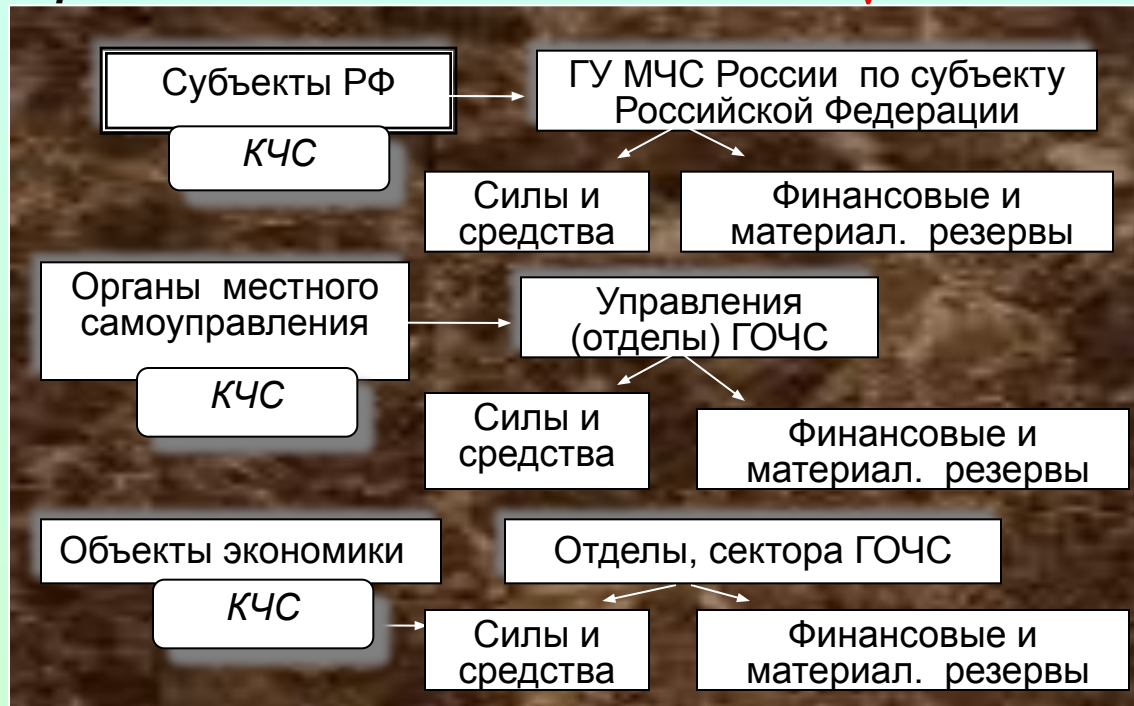 Субъекты РФ
КЧС
ГУ МЧС России по субъекту
Российской Федерации
Силы и
средства
Финансовые и
материал. резервы
Органы местного
самоуправления
КЧС
Управления
(отделы) ГОЧС
Силы и
средства
Финансовые и
материал. резервы
Объекты экономики
КЧС
Отделы, сектора ГОЧС
Силы и
средства
Финансовые и
материал. резервы